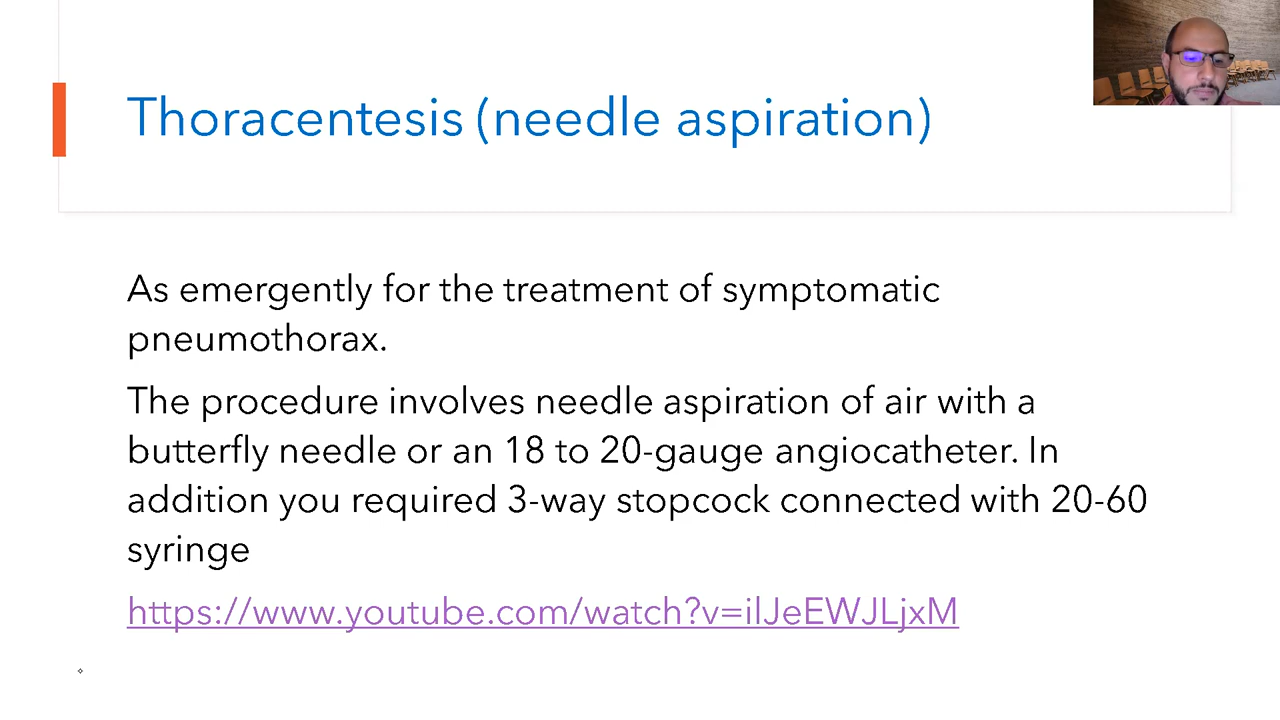 Thoracentesis (needle aspiration)
As emergently for the treatment of symptomatic
pneumothorax.
The procedure involves needle aspiration of air with a
butterfly needle or an 18 to 20-gauge angiocatheter. In
addition you required 3-way stopcock connected with 20-60
syringe
https://www.youtube.com/watch?v=ilJeEWJLjxM